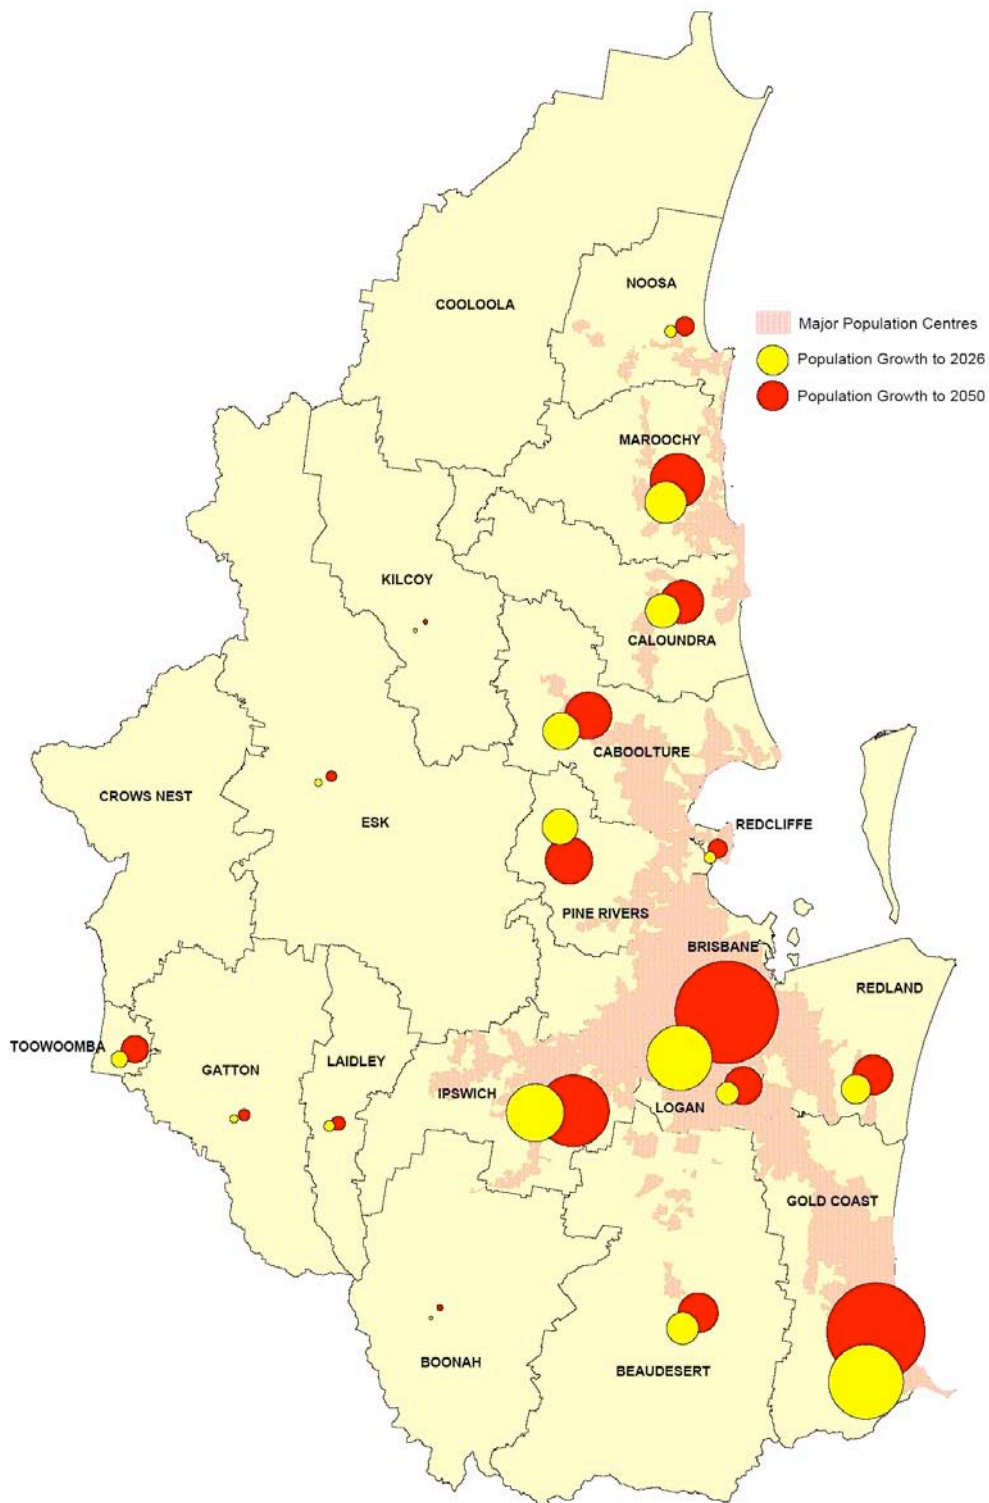 NOOSA
COOLOOLA
Major Population Centres
Population Growth to 2026
Population Growth to 2050
MAROOCHY
KILCOY
CALOUNDRA
CABOOLTURE
CROWS NEST
ESK
REDCLIFFE
PINE RIVERS
BRISBANE
REDLAND
TOOWOOMBA
GATTON
LAIDLEY
IPSWICH
LOGAN
GOLD COAST
BOONAH
BEAUDESERT